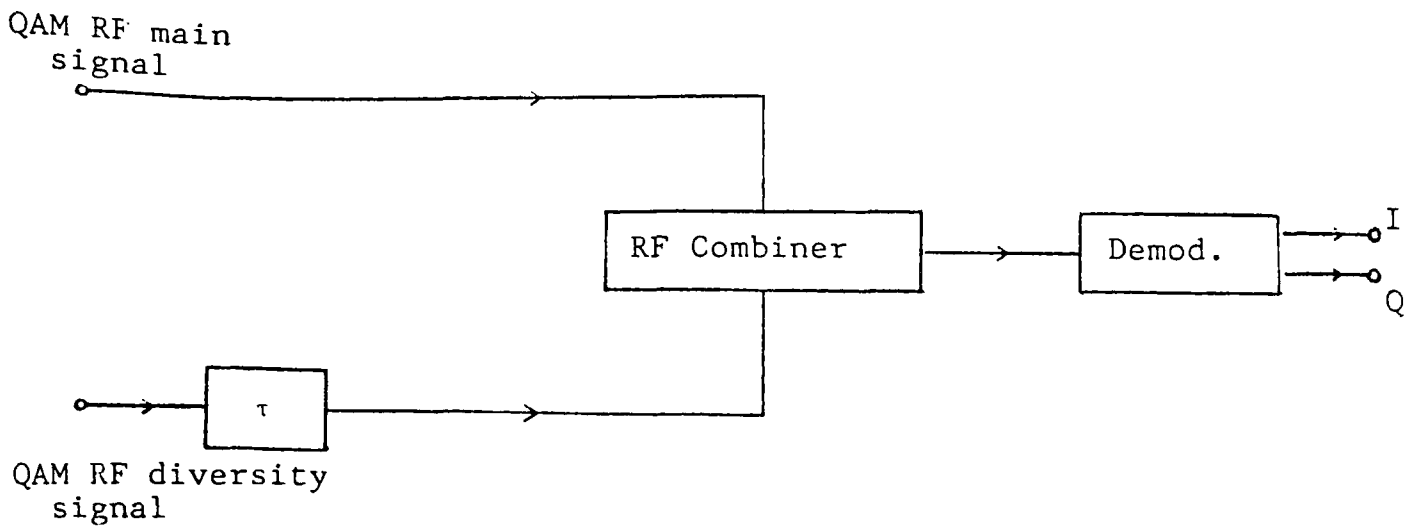 QAM RF main
signal
RF Combiner
Demod.
I
Q
τ
QAM RF diversity
signal